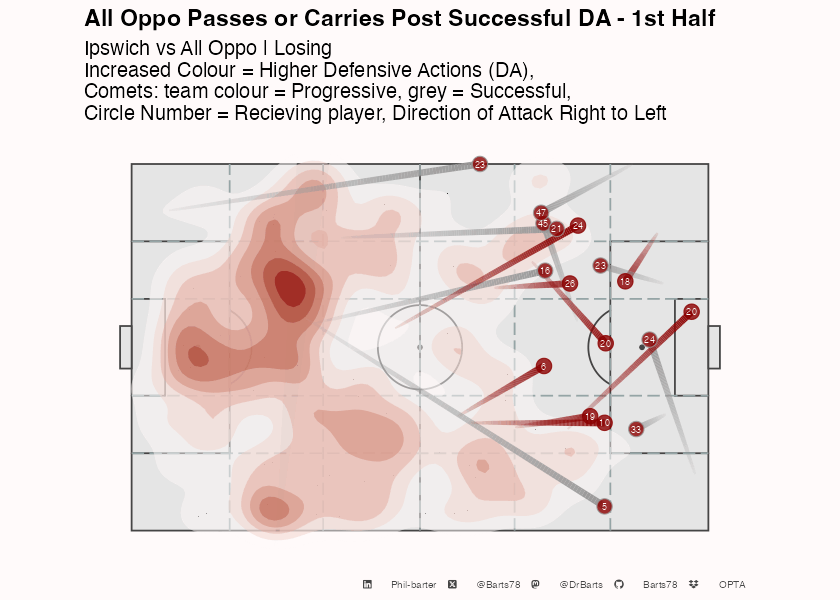 All Oppo Passes or Carries Post Successful DA - 1st Half
Ipswich vs All Oppo | Losing
Increased Colour = Higher Defensive Actions (DA),
Comets: team colour = Progressive, grey = Successful,
Circle Number = Recieving player, Direction of Attack Right to Left
23
47
45
21
24
16
26
23
18
20
20
24
6
19
10
33
5
Phil-barter @Barts78 @DrBarts Barts78 OPTA